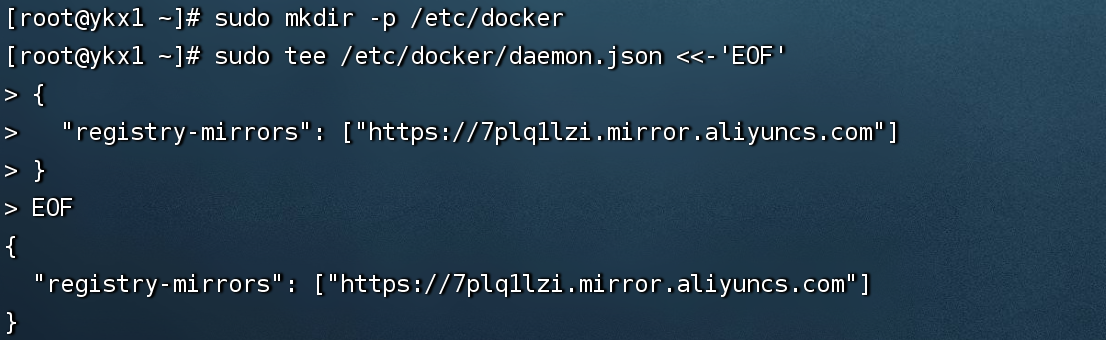 [root@ykx1 ~]# sudo mkdir -p /etc/docker
[root@ykx1 ~]# sudo tee /etc/docker/daemon.json <<-'EOF'
> {
>   "registry-mirrors": ["https://7plq1lzi.mirror.aliyuncs.com"]
> }
> EOF
{
  "registry-mirrors": ["https://7plq1lzi.mirror.aliyuncs.com"]
}